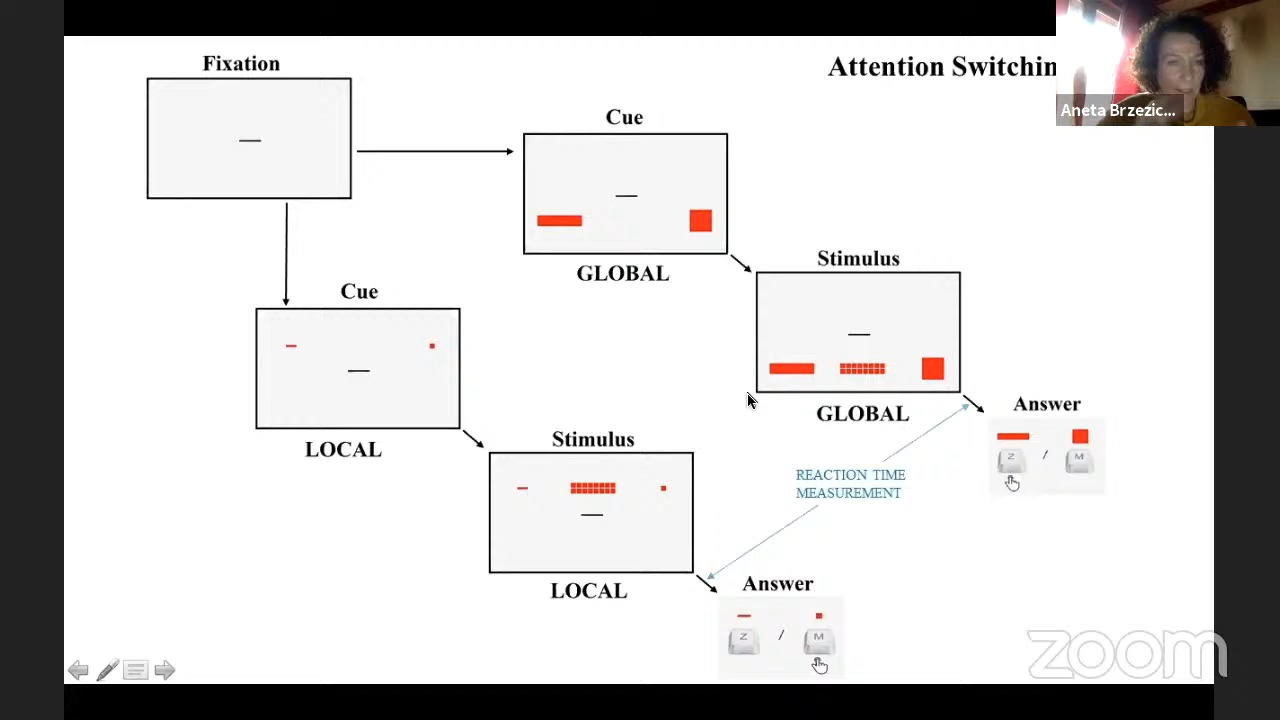 Fixation
Attention Switchin
Aneta Brzezic...
Cue
GLOBAL
Stimulus
GLOBAL
Cue
LOCAL
Stimulus
LOCAL
Answer
Z / M
REACTION TIME
MEASUREMENT
Answer
Z / M
zoom